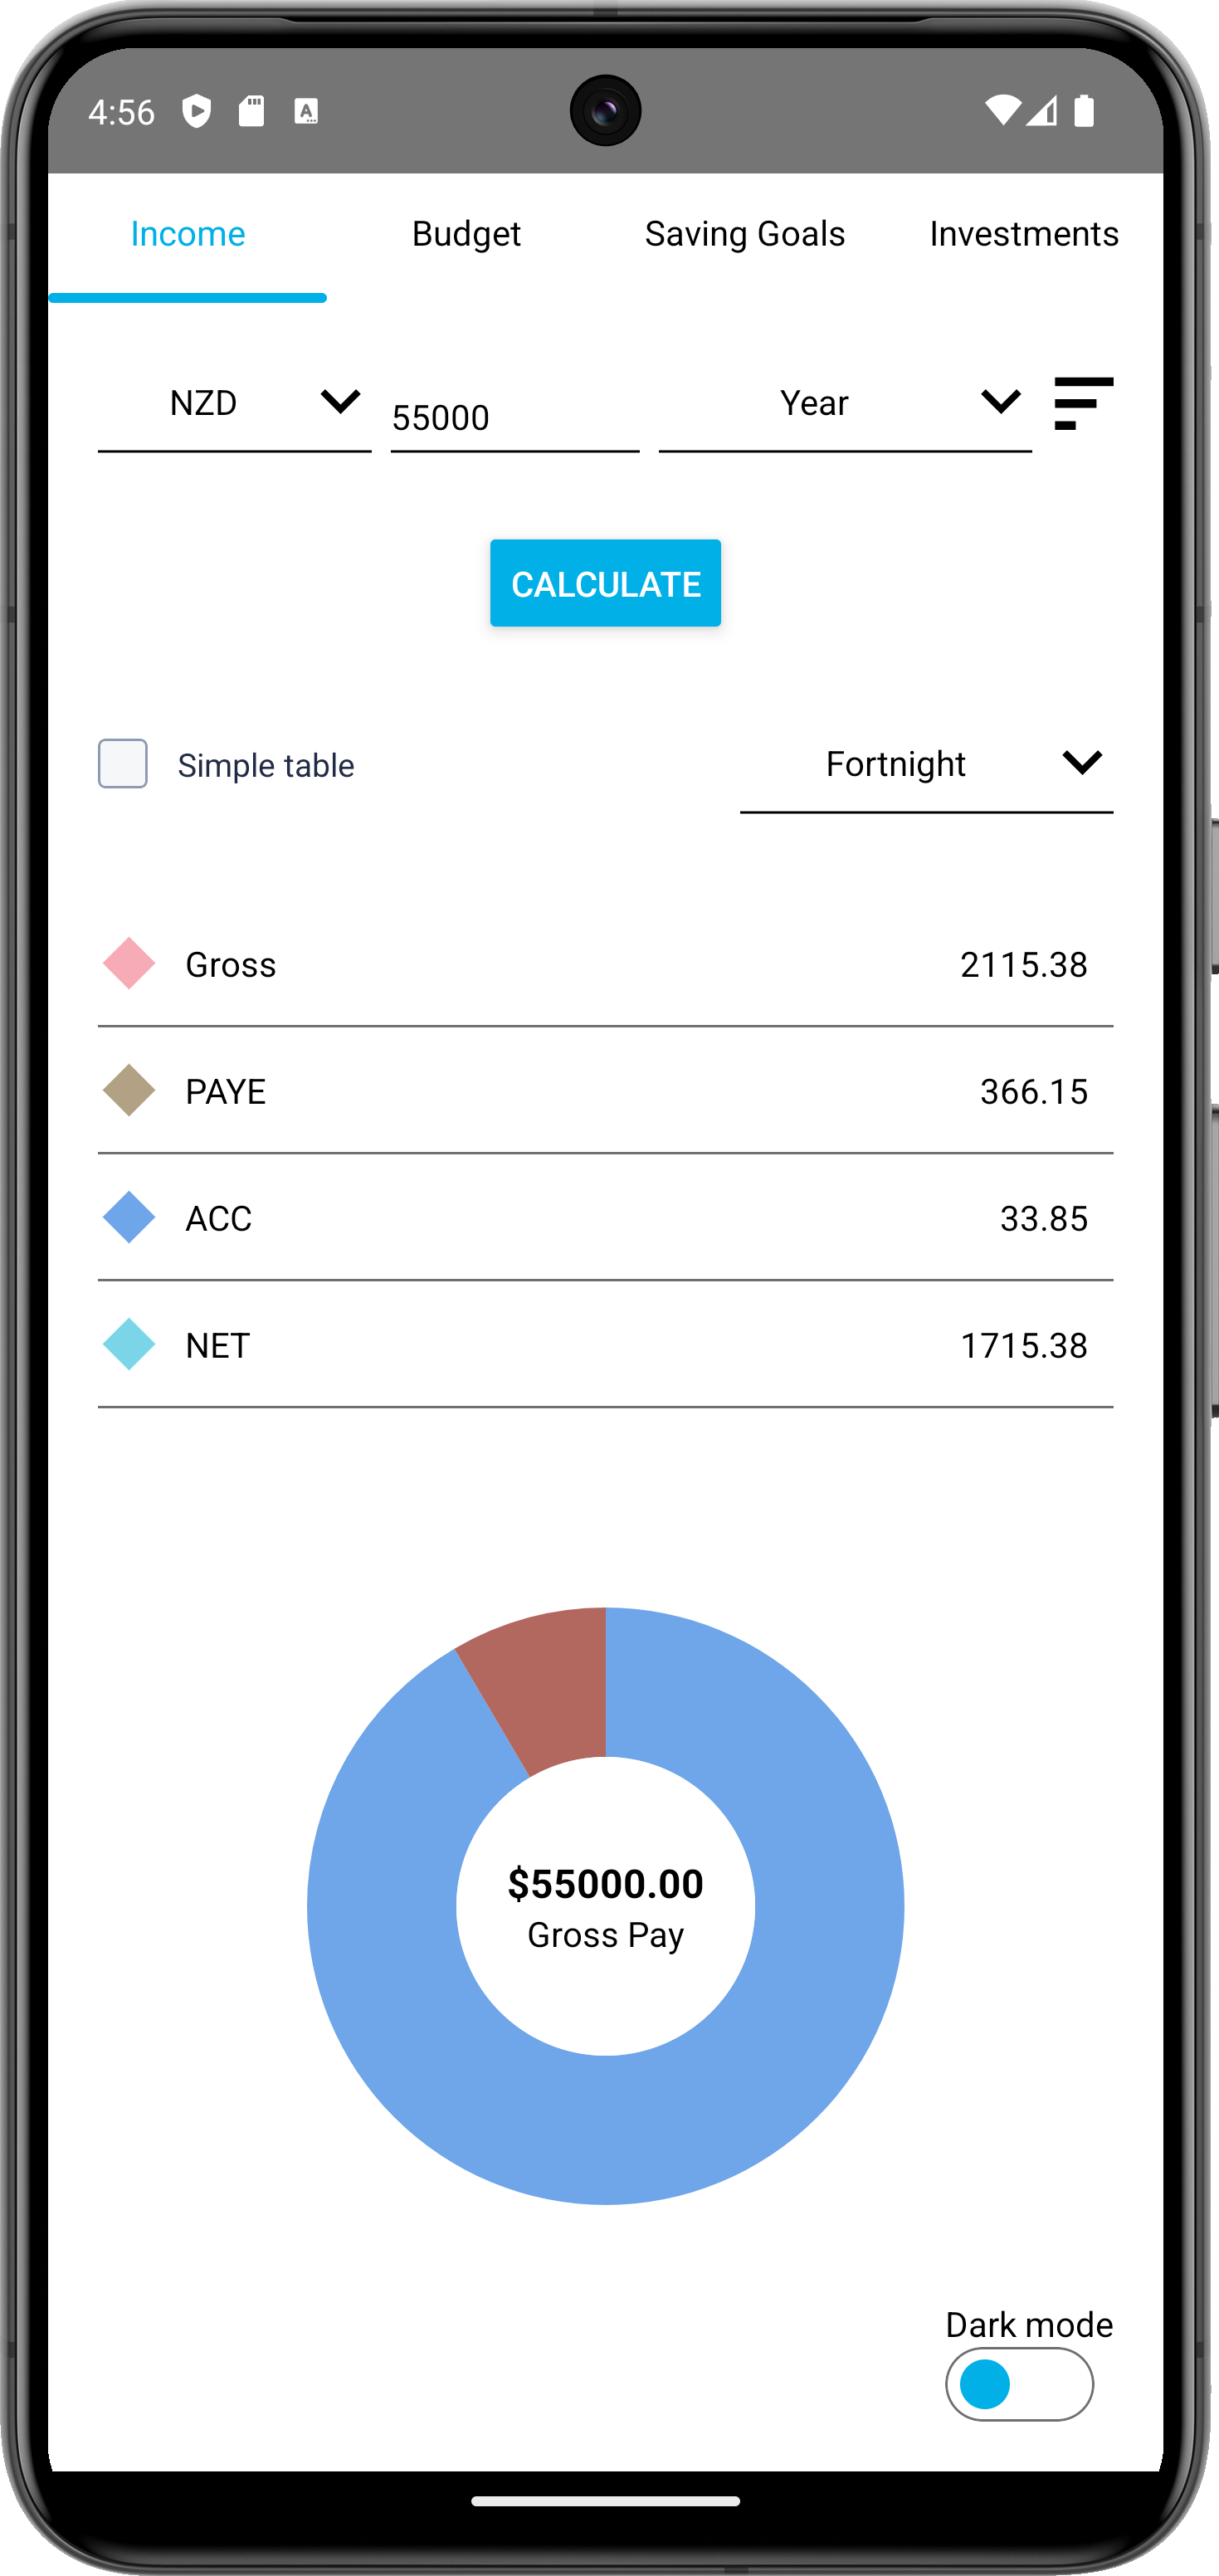 4:56
Income Budget Saving Goals Investments
NZD 55000 Year
CALCULATE
Simple table Fortnight
Gross 2115.38
PAYE 366.15
ACC 33.85
NET 1715.38
$55000.00
Gross Pay
Dark mode